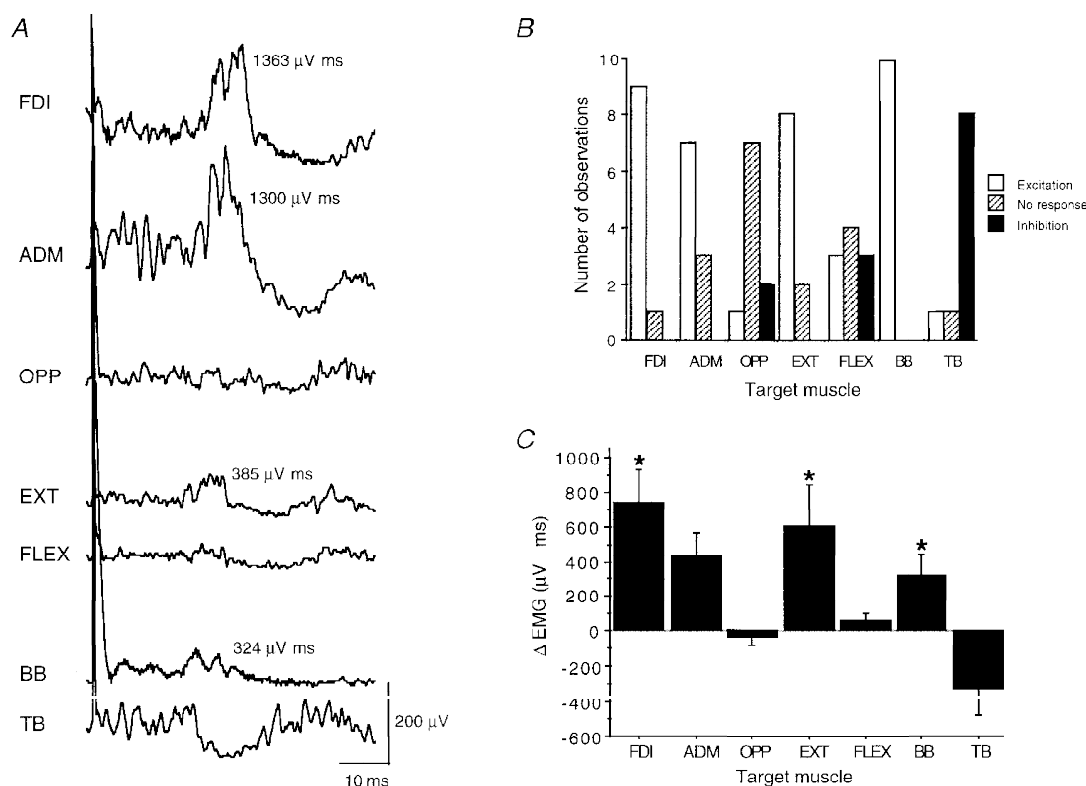 A
FDI
1363 µV ms
ADM
1300 µV ms
OPP
EXT
385 µV ms
FLEX
BB
324 µV ms
TB
200 µV
10 ms
B
Number of observations
10
8
6
4
2
0
FDI ADM OPP EXT FLEX BB TB
Target muscle
Excitation
No response
Inhibition
C
Δ EMG (µV ms)
1000
800
600
400
200
0
-200
-400
-600
* * *
FDI ADM OPP EXT FLEX BB TB
Target muscle